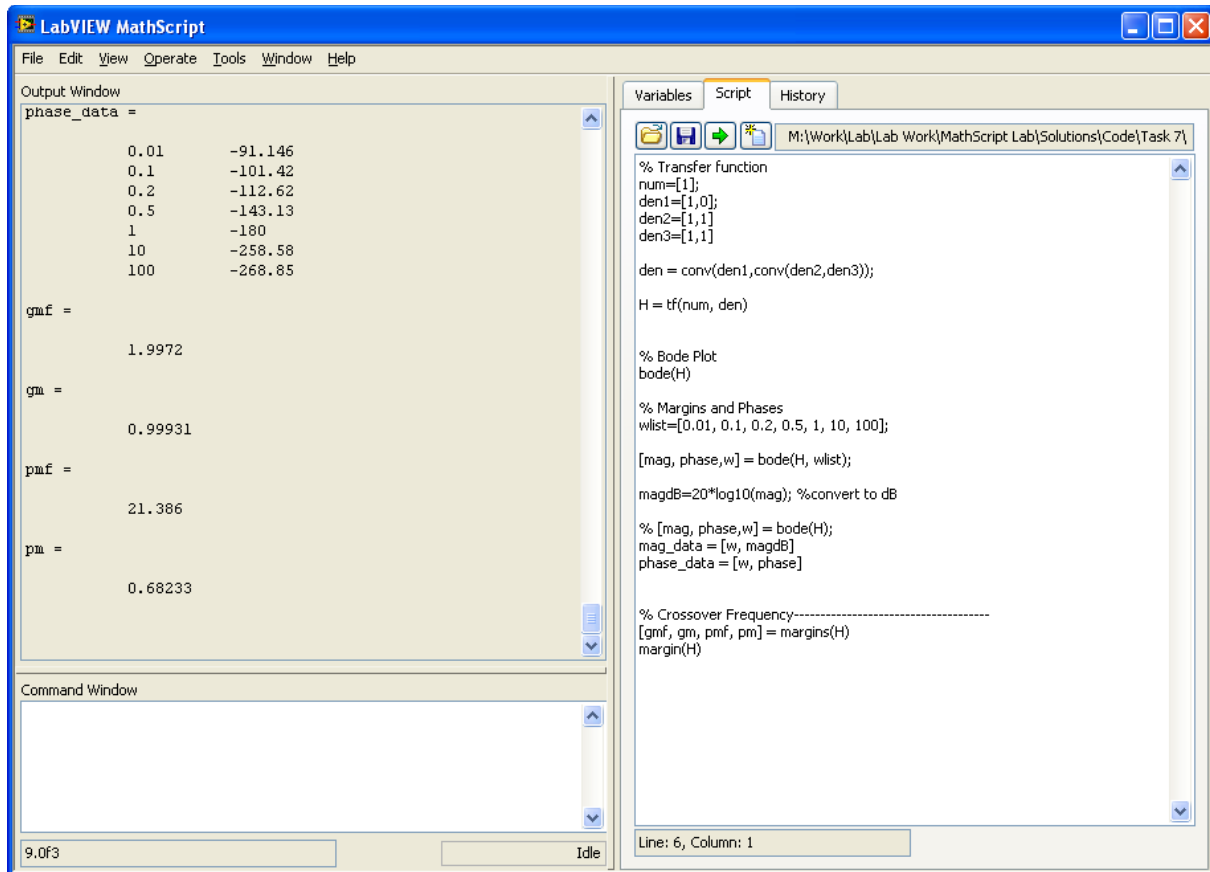 LabVIEW MathScript
File Edit View Operate Tools Window Help
Output Window
phase_data =
0.01 -91.146
0.1 -101.42
0.2 -112.62
0.5 -143.13
1 -180
10 -258.58
100 -268.85
gmf =
1.9972
gm =
0.99931
pmf =
21.386
pm =
0.68233
Command Window
9.0f3 Idle
Variables Script History
M:\Work\Lab\Lab Work\MathScript Lab\Solutions\Code\Task 7\
% Transfer function
num=[1];
den1=[1,0];
den2=[1,1]
den3=[1,1]
den = conv(den1,conv(den2,den3));
H = tf(num, den)
% Bode Plot
bode(H)
% Margins and Phases
wlist=[0.01, 0.1, 0.2, 0.5, 1, 10, 100];
[mag, phase,w] = bode(H, wlist);
magdB=20*log10(mag); %convert to dB
% [mag, phase,w] = bode(H);
mag_data = [w, magdB]
phase_data = [w, phase]
% Crossover Frequency-------------------------------------
[gmf, gm, pmf, pm] = margins(H)
margin(H)
Line: 6, Column: 1